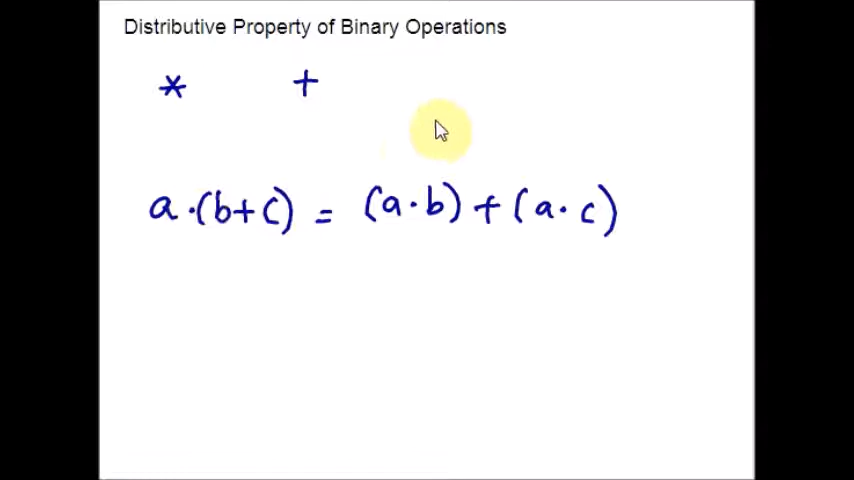 Distributive Property of Binary Operations
* +
a·(b+c) = (a·b) + (a·c)